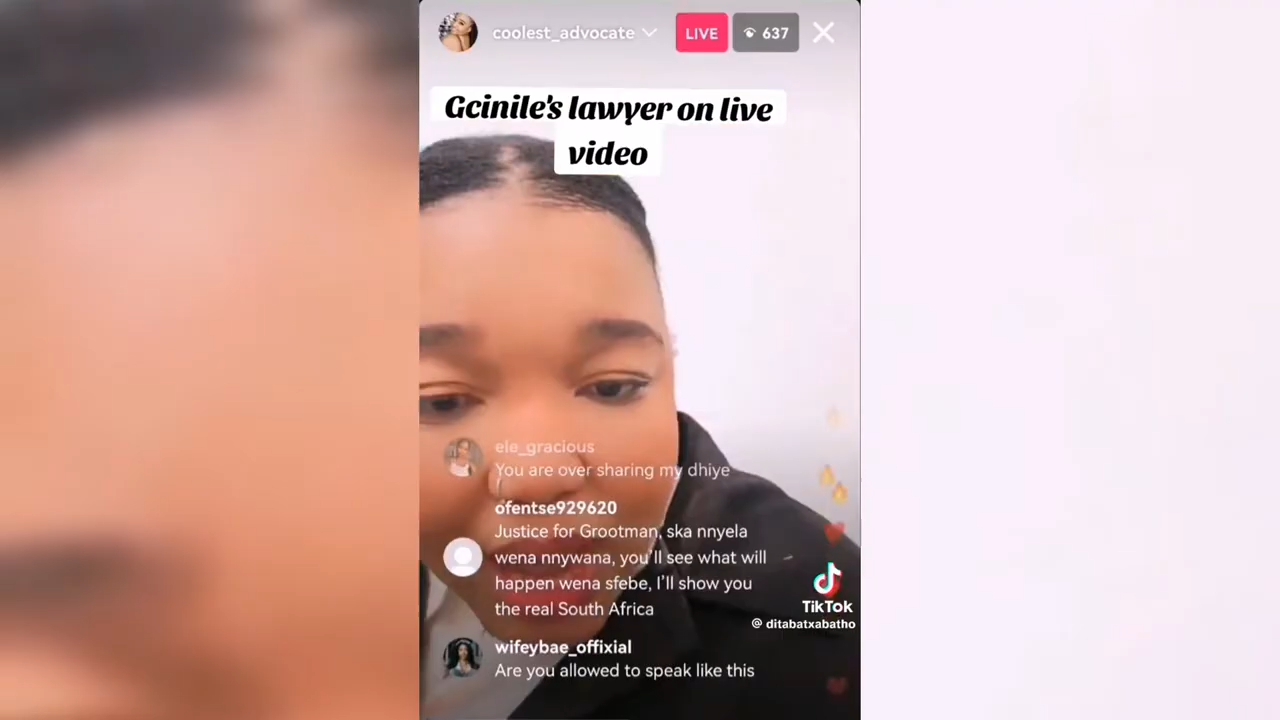 coolest_advocate
LIVE
637
Gcinile's lawyer on live
video
ele_gracious
You are over sharing my dhiye
ofentse929620
Justice for Grootman, ska nnyela
wena nnywana, you'll see what will
happen wena sfebe, I'll show you
the real South Africa
TikTok
@ ditabatxabatho
wifeybae_offixial
Are you allowed to speak like this